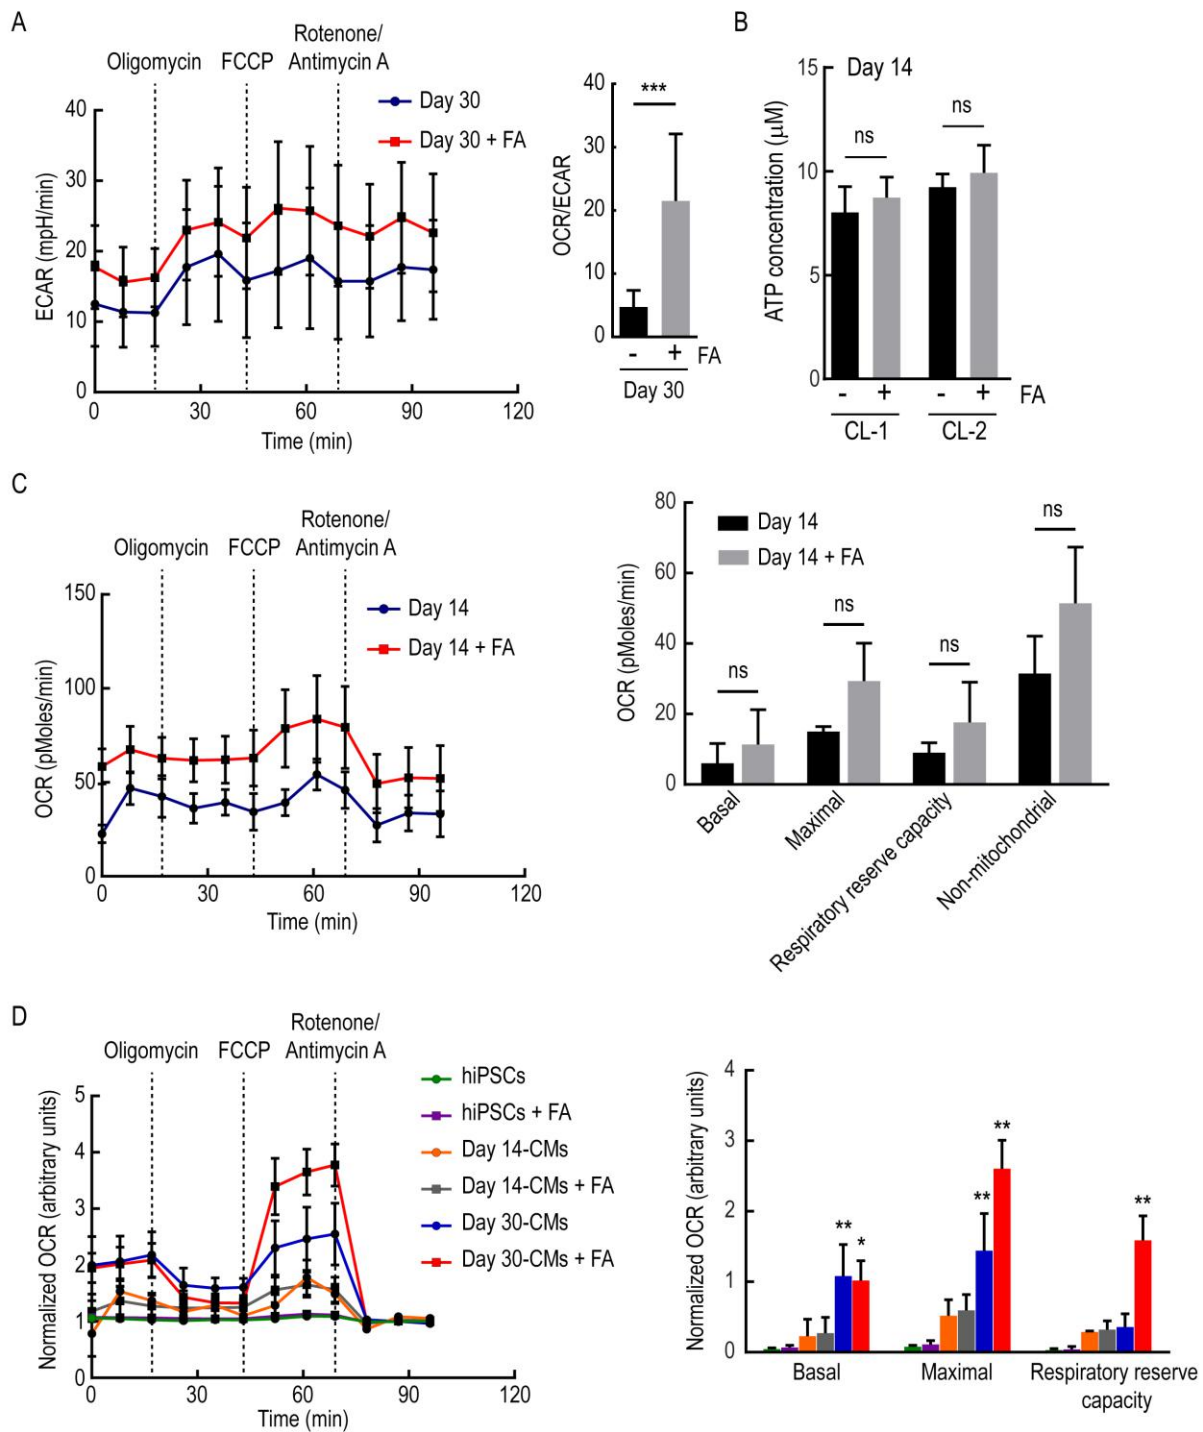 A
B
Rotenone/
Oligomycin FCCP Antimycin A
Day 30
Day 30 + FA
ECAR (mpH/min)
40
30
20
10
0
0 30 60 90 120
Time (min)
OCR/ECAR
40
30
20
10
0
***
- + FA
Day 30
Day 14
ATP concentration (μM)
15
10
5
0
ns ns
- + - + FA
CL-1 CL-2
C
Rotenone/
Oligomycin FCCP Antimycin A
Day 14
Day 14 + FA
OCR (pMoles/min)
150
100
50
0
0 30 60 90 120
Time (min)
OCR (pMoles/min)
80
60
40
20
0
Day 14
Day 14 + FA
ns ns ns ns
Basal
Maximal
Respiratory reserve capacity
Non-mitochondrial
D
Rotenone/
Oligomycin FCCP Antimycin A
hiPSCs
hiPSCs + FA
Day 14-CMs
Day 14-CMs + FA
Day 30-CMs
Day 30-CMs + FA
Normalized OCR (arbitrary units)
5
4
3
2
1
0
0 30 60 90 120
Time (min)
Normalized OCR (arbitrary units)
4
3
2
1
0
** * ** ** **
Basal Maximal Respiratory reserve
capacity